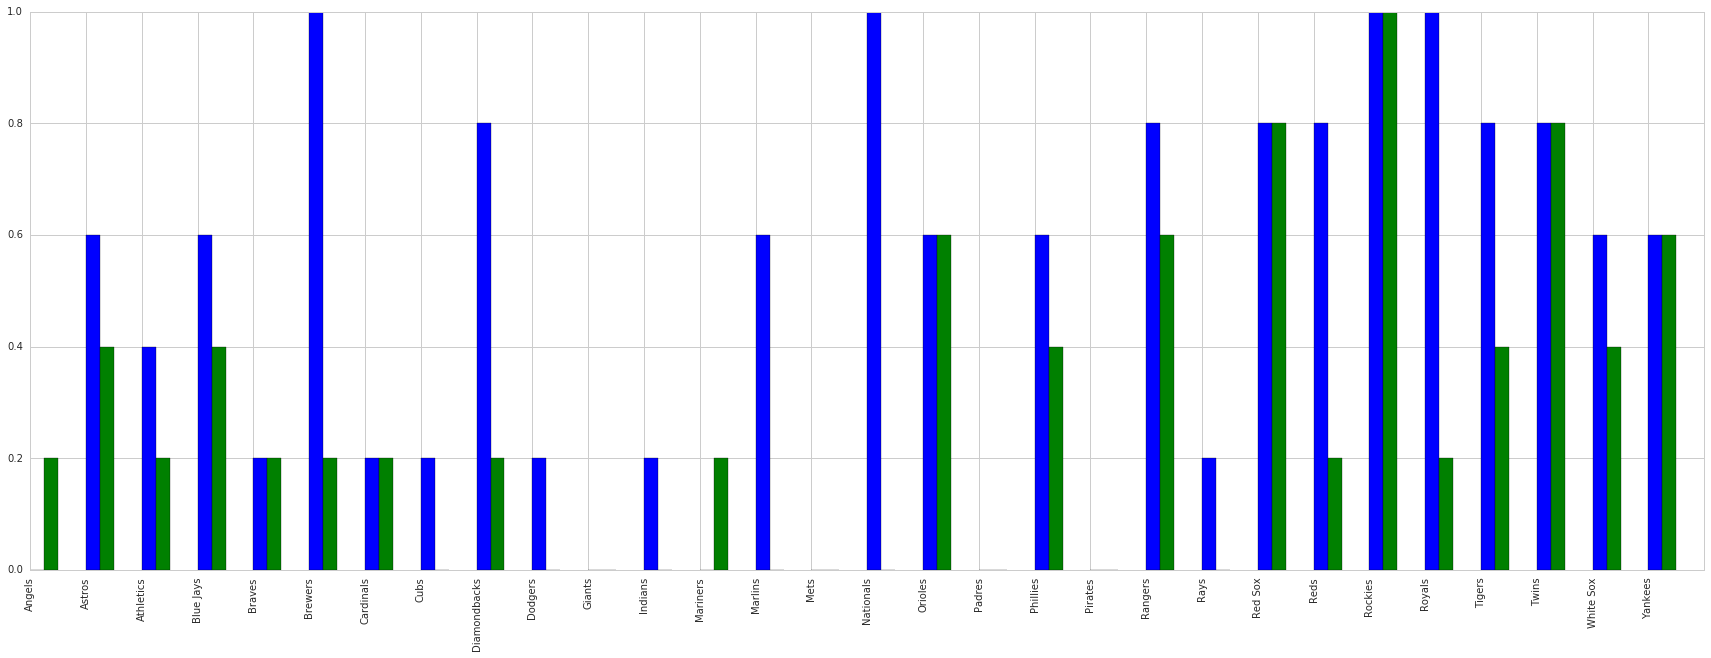 1.0
0.8
0.6
0.4
0.2
0.0
Angels
Astros
Athletics
Blue Jays
Braves
Brewers
Cardinals
Cubs
Diamondbacks
Dodgers
Giants
Indians
Mariners
Marlins
Mets
Nationals
Orioles
Padres
Phillies
Pirates
Rangers
Rays
Red Sox
Reds
Rockies
Royals
Tigers
Twins
White Sox
Yankees